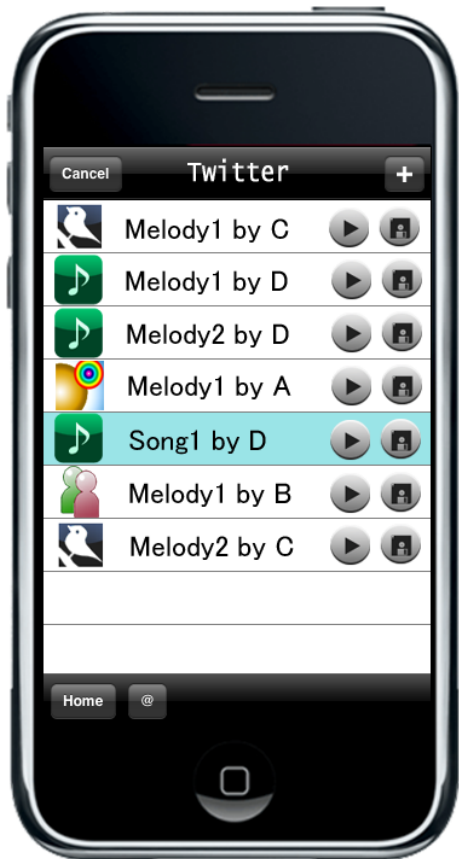 Cancel Twitter +
Melody1 by C
Melody1 by D
Melody2 by D
Melody1 by A
Song1 by D
Melody1 by B
Melody2 by C
Home @